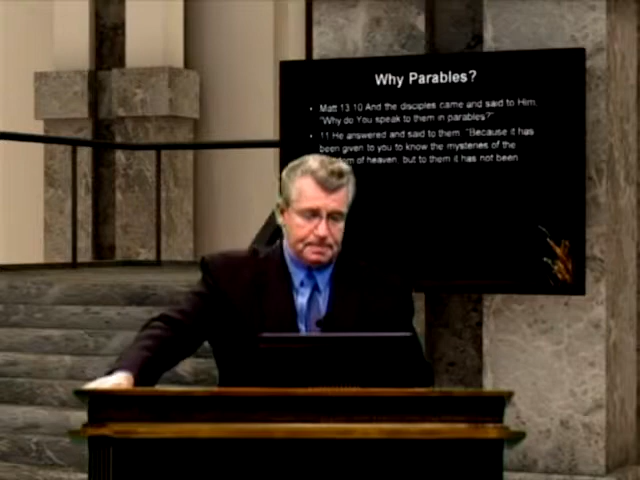 Why Parables?
Matt 13:10 And the disciples came and said to Him,
"Why do You speak to them in parables?"
11 He answered and said to them "Because it has
been given to you to know the mysteries of the
of heaven, but to them it has not been